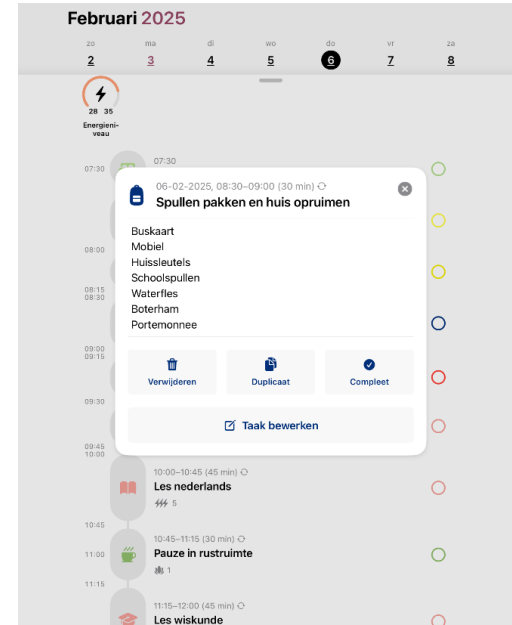 Februari 2025
zo ma di wo do vr za
2 3 4 5 6 7 8
28 35
Energieni-
veau
07:30
07:30
06-02-2025, 08:30–09:00 (30 min)
Spullen pakken en huis opruimen
Buskaart
Mobiel
Huissleutels
Schoolspullen
Waterfles
Boterham
Portemonnee
08:00
08:15
08:30
09:00
09:15
Verwijderen Duplicaat Compleet
09:30
Taak bewerken
09:45
10:00
10:00–10:45 (45 min)
Les nederlands
5
10:45
10:45–11:15 (30 min)
11:00
Pauze in rustruimte
1
11:15
11:15–12:00 (45 min)
Les wiskunde